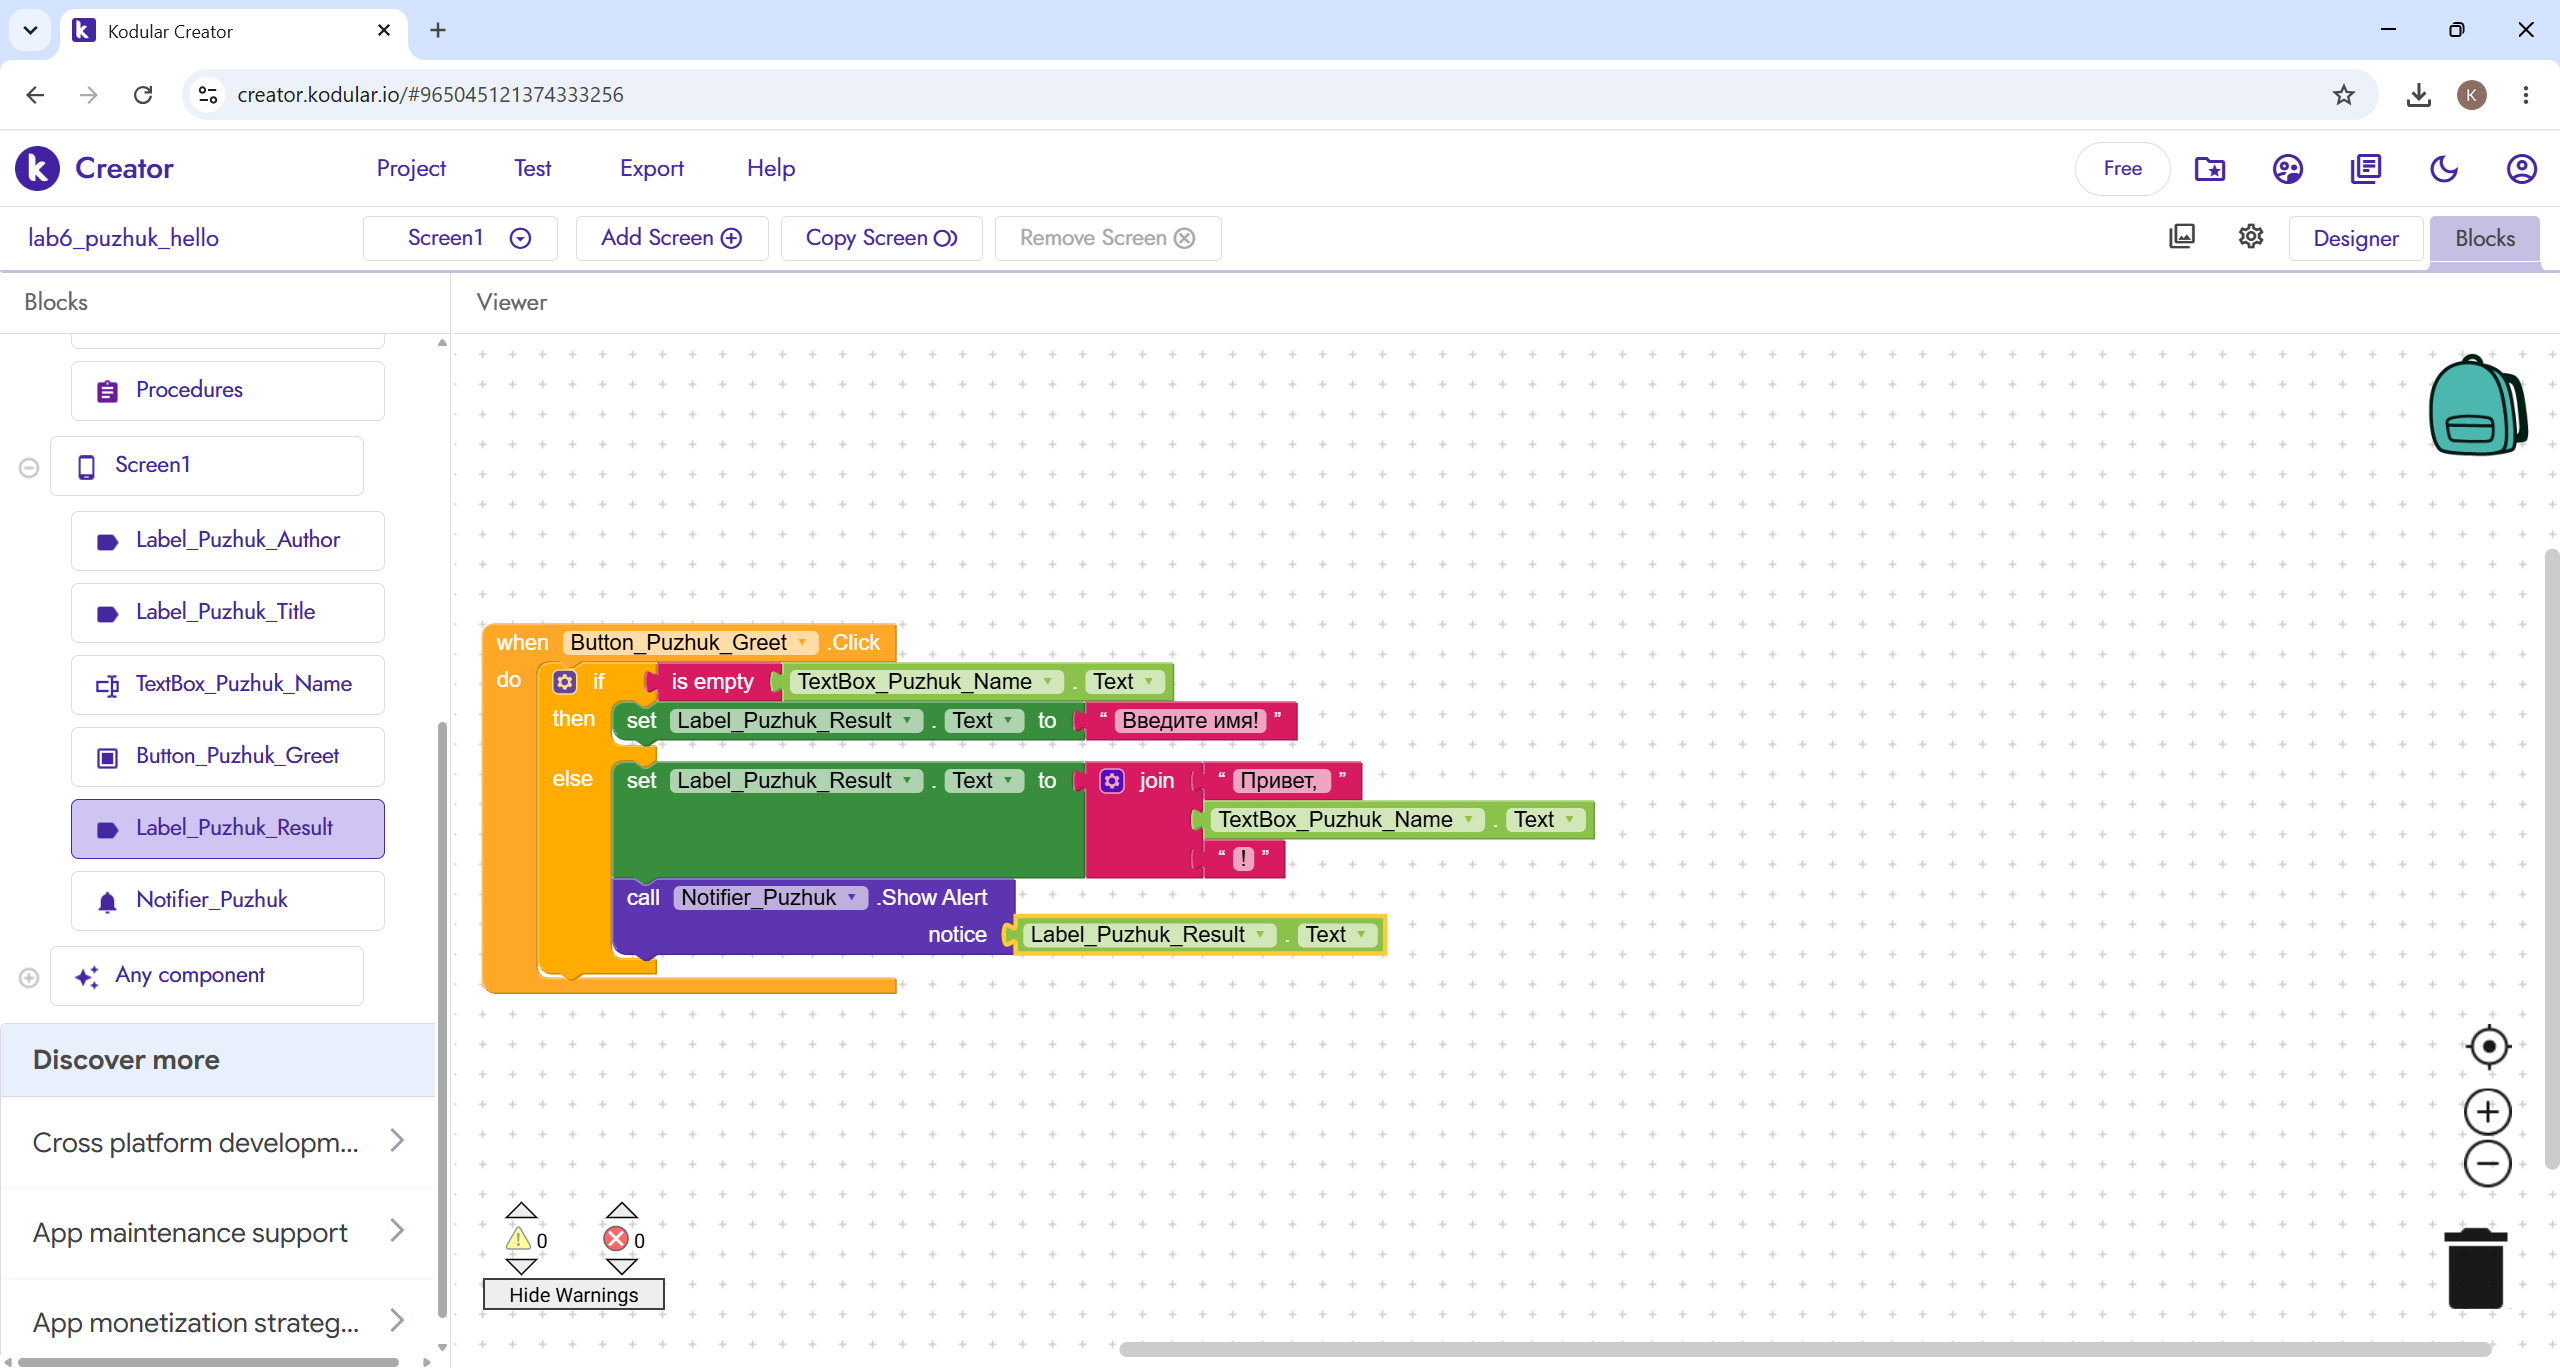 Kodular Creator
creator.kodular.io/#965045121374333256
K
Creator
Project
Test
Export
Help
Free
lab6_puzhuk_hello
Screen1
Add Screen
Copy Screen
Remove Screen
Designer
Blocks
Blocks
Viewer
Procedures
Screen1
Label_Puzhuk_Author
Label_Puzhuk_Title
TextBox_Puzhuk_Name
Button_Puzhuk_Greet
Label_Puzhuk_Result
Notifier_Puzhuk
Any component
Discover more
Cross platform developm...
App maintenance support
App monetization strateg...
when Button_Puzhuk_Greet .Click
do if is empty TextBox_Puzhuk_Name . Text
then set Label_Puzhuk_Result . Text to “ Введите имя! ”
else set Label_Puzhuk_Result . Text to join “ Привет, ”
TextBox_Puzhuk_Name . Text
“ ! ”
call Notifier_Puzhuk .Show Alert
notice Label_Puzhuk_Result . Text
0 0
Hide Warnings